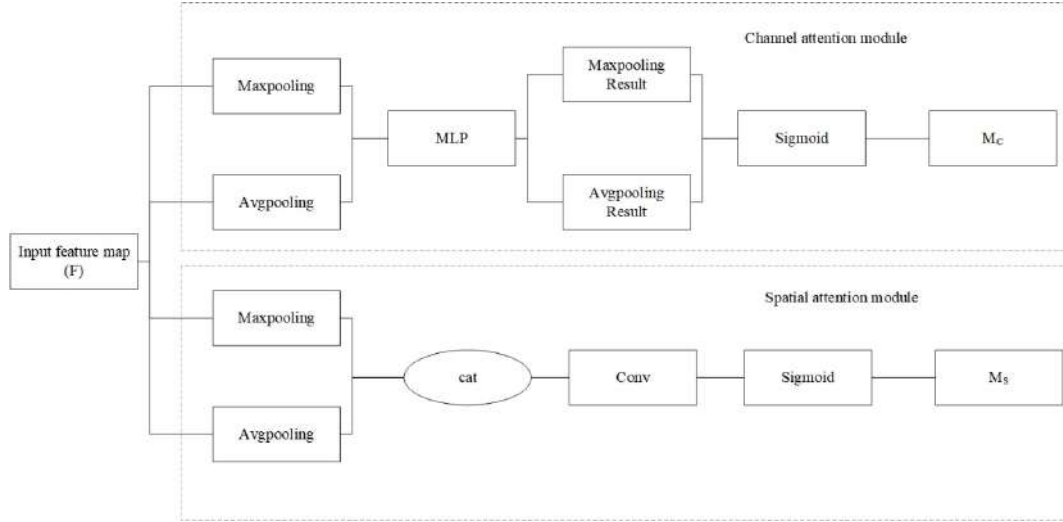 Channel attention module
Maxpooling
Maxpooling
Result
MLP
Sigmoid
Mc
Avgpooling
Avgpooling
Result
Input feature map
(F)
Spatial attention module
Maxpooling
cat
Conv
Sigmoid
Ms
Avgpooling